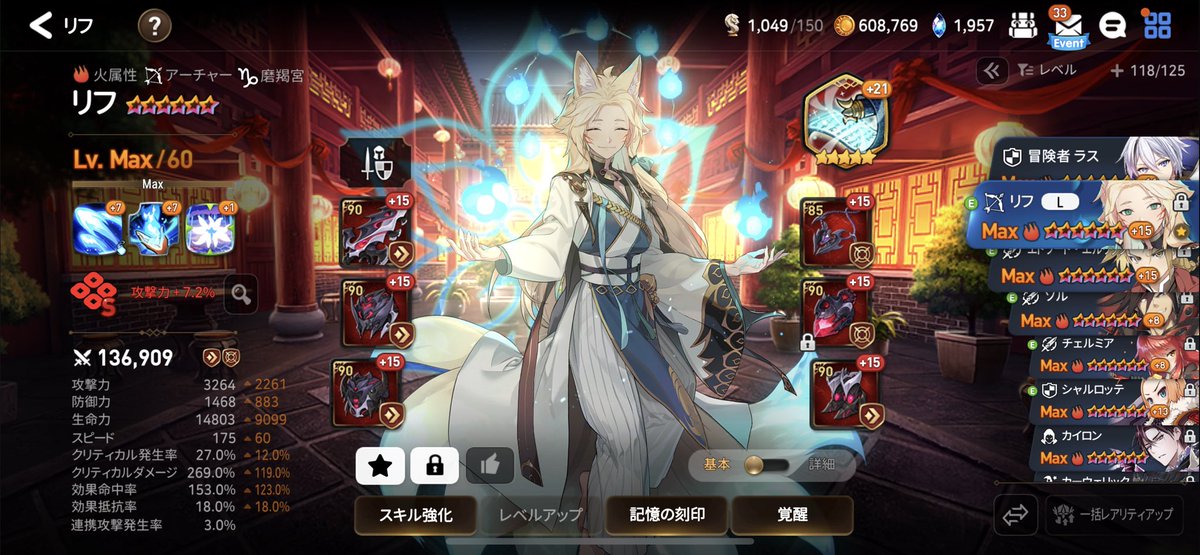 リフ
?
1,049/150
608,769
1,957
33
Event
火属性 アーチャー 磨羯宮
リフ
Lv. Max/60
Max
+7
+7
+1
攻撃力+7.2%
S
136,909
攻撃力 3264 2261
防御力 1468 883
生命力 14803 9099
スピード 175 60
クリティカル発生率 27.0% 12.0%
クリティカルダメージ 269.0% 119.0%
効果命中率 153.0% 123.0%
効果抵抗率 18.0% 18.0%
連携攻撃発生率 3.0%
90 +15
90 +15
90 +15
+21
85 +15
90 +15
90 +15
基本 詳細
スキル強化
レベルアップ
記憶の刻印
覚醒
レベル
+ 118/125
冒険者 ラス
E リフ L
Max +15
E
Max +15
E ソル
Max +8
E チェルミア
Max +8
E シャルロッテ
Max +13
カイロン
Max
カーウェリック
一括レアリティアップ